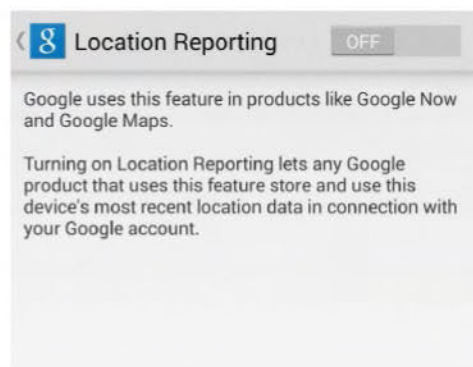 g Location Reporting OFF
Google uses this feature in products like Google Now
and Google Maps.
Turning on Location Reporting lets any Google
product that uses this feature store and use this
device's most recent location data in connection with
your Google account.